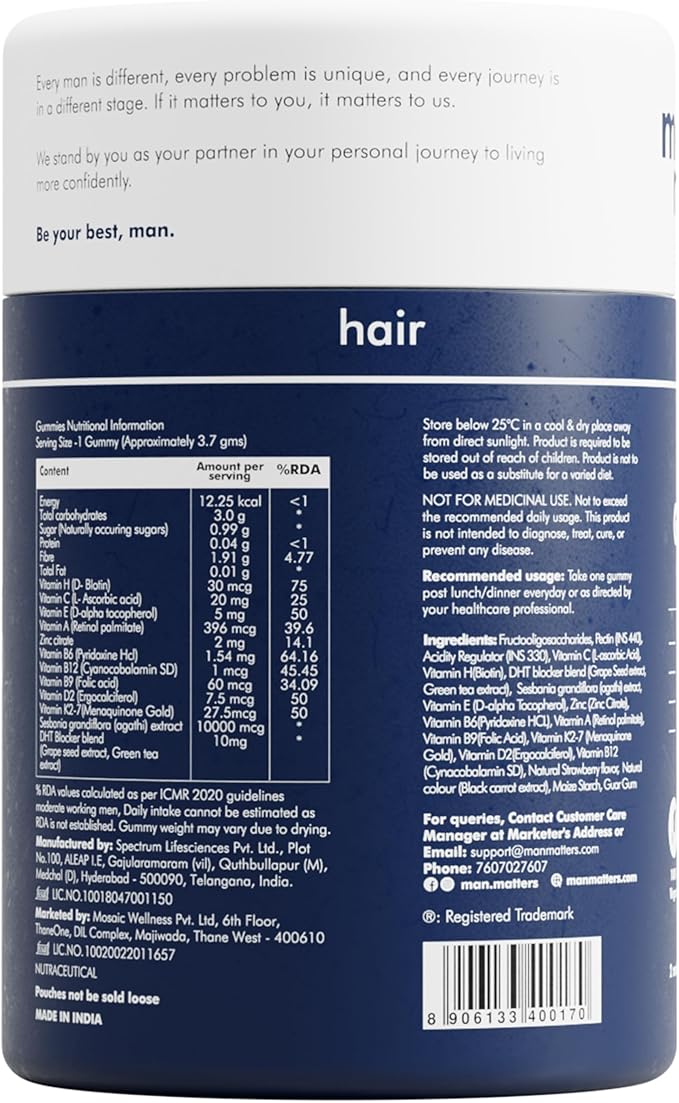 Every man is different, every problem is unique, and every journey is
in a different stage. If it matters to you, it matters to us.
We stand by you as your partner in your personal journey to living
more confidently.
Be your best, man.
hair
Gummies Nutritional Information
Serving Size -1 Gummy (Approximately 3.7 gms)
Content Amount per serving %RDA
Energy 12.25 kcal <1
Total carbohydrates 3.0 g *
Sugar (Naturally occuring sugars) 0.99 g *
Protein 0.04 g <1
Fibre 1.91 g 4.77
Total Fat 0.01 g *
Vitamin H (D- Biotin) 30 mcg 75
Vitamin C (L- Ascorbic acid) 20 mg 25
Vitamin E (D-alpha tocopherol) 5 mg 50
Vitamin A (Retinol palmitate) 396 mcg 39.6
Zinc citrate 2 mg 14.1
Vitamin B6 (Pyridoxine Hcl) 1.54 mg 64.16
Vitamin B12 (Cynocobalamin SD) 1 mcg 45.45
Vitamin B9 (Folic acid) 60 mcg 34.09
Vitamin D2 (Ergocalciferol) 7.5 mcg 50
Vitamin K2-7(Menaquinone Gold) 27.5mcg 50
Sesbania grandiflora (agathi) extract 10000 mcg *
DHT Blocker blend 10mg *
(Grape seed extract, Green tea
extract)
% RDA values calculated as per ICMR 2020 guidelines
moderate working men, Daily intake cannot be estimated as
RDA is not established. Gummy weight may vary due to drying.
Manufactured by: Spectrum Lifesciences Pvt. Ltd., Plot
No.100, ALEAP I.E, Gajularamaram (vil), Quthbullapur (M),
Medchal (D), Hyderabad - 500090, Telangana, India.
fssai LIC.NO.10018047001150
Marketed by: Mosaic Wellness Pvt. Ltd, 6th Floor,
ThaneOne, DIL Complex, Majiwada, Thane West - 400610
fssai LIC.NO.10020022011657
NUTRACEUTICAL
Pouches not be sold loose
MADE IN INDIA
Store below 25°C in a cool & dry place away
from direct sunlight. Product is required to be
stored out of reach of children. Product is not to
be used as a substitute for a varied diet.
NOT FOR MEDICINAL USE. Not to exceed
the recommended daily usage. This product
is not intended to diagnose, treat, cure, or
prevent any disease.
Recommended usage: Take one gummy
post lunch/dinner everyday or as directed by
your healthcare professional.
Ingredients: Fructooligosaccharides, Pectin (INS 440),
Acidity Regulator (INS 330), Vitamin C (L-ascorbic Acid),
Vitamin H(Biotin), DHT blocker blend (Grape Seed extract,
Green tea extract), Sesbania grandiflora (agathi) extract,
Vitamin E (D-alpha Tocopherol), Zinc (Zinc Citrate),
Vitamin B6(Pyridoxine HCL), Vitamin A (Retinol palmitate),
Vitamin B9(Folic Acid), Vitamin K2-7 (Menaquinone
Gold), Vitamin D2(Ergocalciferol), Vitamin B12
(Cynacobalamin SD), Natural Strawberry flavor, Natural
colour (Black carrot extract), Maize Starch, Guar Gum
For queries, Contact Customer Care
Manager at Marketer's Address or
Email: support@manmatters.com
Phone: 7607027607
man.matters manmatters.com
®: Registered Trademark
8 906133 400170